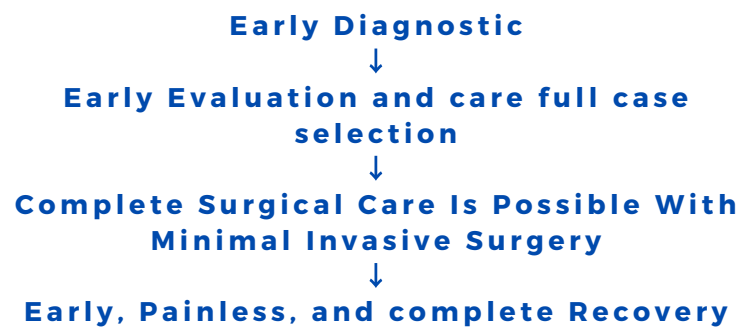 Early Diagnostic
↓
Early Evaluation and care full case
selection
↓
Complete Surgical Care Is Possible With
Minimal Invasive Surgery
↓
Early, Painless, and complete Recovery